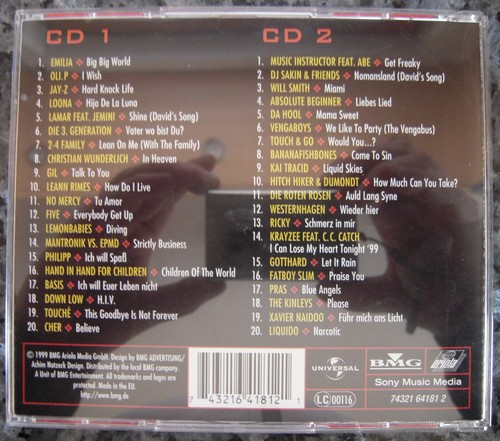 CD 1
1. EMILIA ❖ Big Big World
2. OLI.P ❖ I Wish
3. JAY-Z ❖ Hard Knock Life
4. LOONA ❖ Hijo De La Luna
5. LAMAR FEAT. JEMINI ❖ Shine (David's Song)
6. DIE 3. GENERATION ❖ Vater wo bist Du?
7. 2-4 FAMILY ❖ Lean On Me (With The Family)
8. CHRISTIAN WUNDERLICH ❖ In Heaven
9. GIL ❖ Talk To You
10. LEANN RIMES ❖ How Do I Live
11. NO MERCY ❖ Tu Amor
12. FIVE ❖ Everybody Get Up
13. LEMONBABIES ❖ Diving
14. MANTRONIK VS. EPMD ❖ Strictly Business
15. PHILIPP ❖ Ich will Spaß
16. HAND IN HAND FOR CHILDREN ❖ Children Of The World
17. BASIS ❖ Ich will Euer Leben nicht
18. DOWN LOW ❖ H.I.V.
19. TOUCHÈ ❖ This Goodbye Is Not Forever
20. CHER ❖ Believe
CD 2
1. MUSIC INSTRUCTOR FEAT. ABE ❖ Get Freaky
2. DJ SAKIN & FRIENDS ❖ Nomansland (David's Song)
3. WILL SMITH ❖ Miami
4. ABSOLUTE BEGINNER ❖ Liebes Lied
5. DA HOOL ❖ Mama Sweet
6. VENGABOYS ❖ We Like To Party (The Vengabus)
7. TOUCH & GO ❖ Would You...?
8. BANANAFISHBONES ❖ Come To Sin
9. KAI TRACID ❖ Liquid Skies
10. HITCH HIKER & DUMONDT ❖ How Much Can You Take?
11. DIE ROTEN ROSEN ❖ Auld Lang Syne
12. WESTERNHAGEN ❖ Wieder hier
13. RICKY ❖ Schmerz in mir
14. KRAYZEE FEAT. C.C. CATCH
I Can Lose My Heart Tonight '99
15. GOTTHARD ❖ Let It Rain
16. FATBOY SLIM ❖ Praise You
17. PRAS ❖ Blue Angels
18. THE KINLEYS ❖ Please
19. XAVIER NAIDOO ❖ Führ mich ans Licht
20. LIQUIDO ❖ Narcotic
© 1999 BMG Ariola Media GmbH. Design by BMG ADVERTISING/
Achim Natzeck Design. Distributed by the local BMG company.
A Unit of BMG Entertainment. All trademarks and logos are
protected. Made in the EU.
http://www.bmg.de
7 43216 41812 1
UNIVERSAL
BMG
ariola
LC 00116
Sony Music Media
74321 64181 2